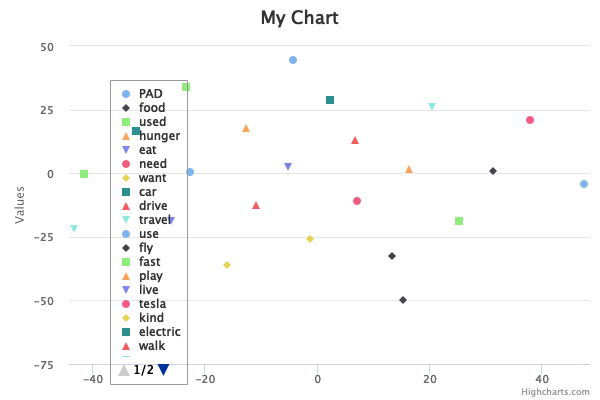 My Chart
50
25
0
-25
-50
-75
Values
PAD
food
used
hunger
eat
need
want
car
drive
travel
use
fly
fast
play
live
tesla
kind
electric
walk
1/2
-40
-20
0
20
40
Highcharts.com